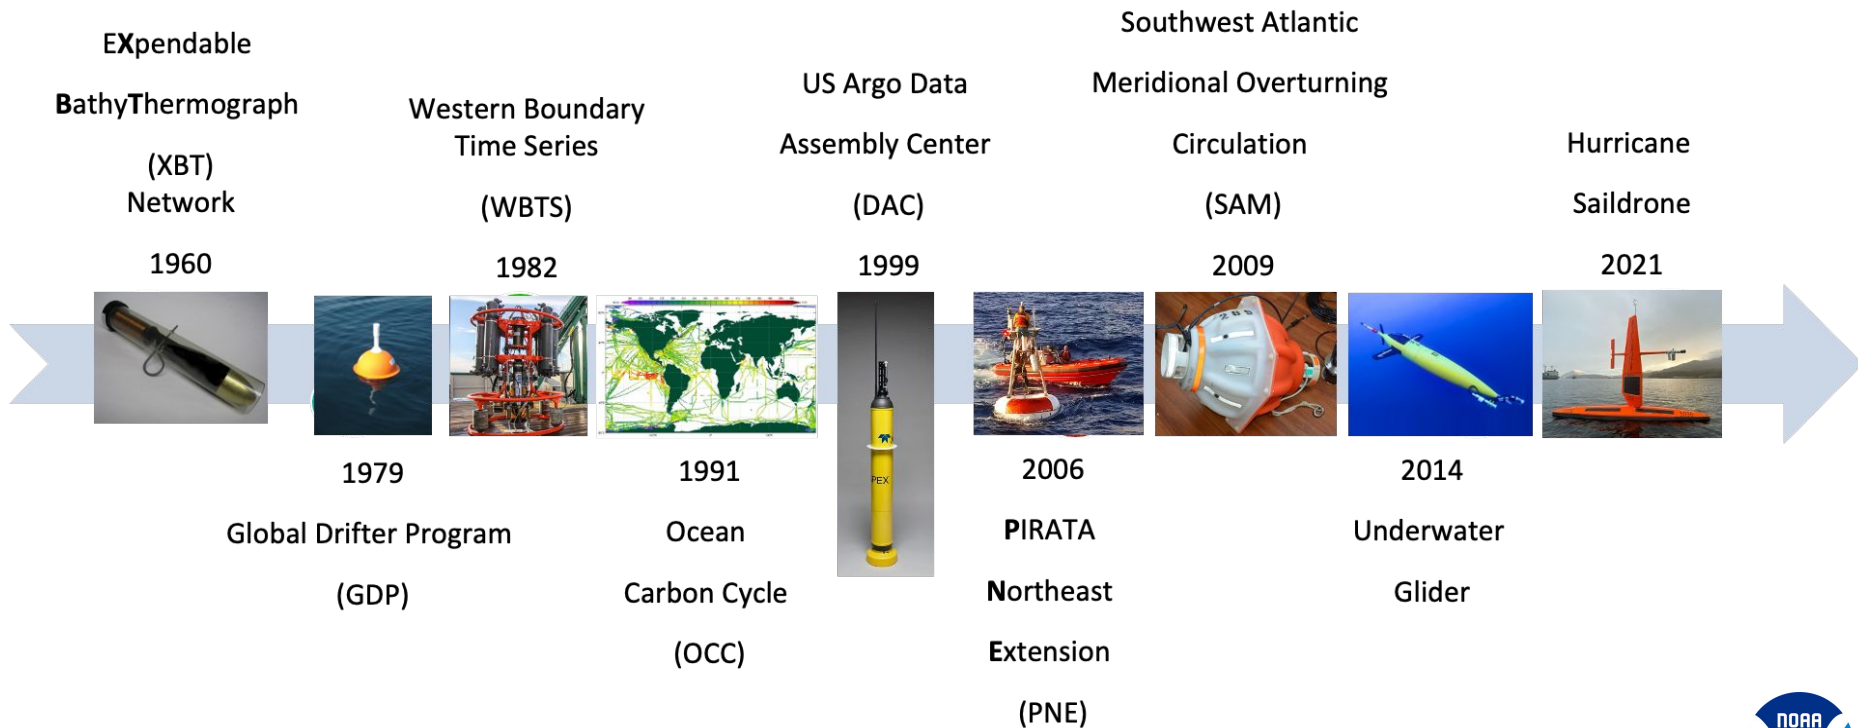 EXpendable
BathyThermograph
(XBT)
Network
1960
1979
Global Drifter Program
(GDP)
Western Boundary
Time Series
(WBTS)
1982
1991
Ocean
Carbon Cycle
(OCC)
US Argo Data
Assembly Center
(DAC)
1999
PEX
2006
PIRATA
Northeast
Extension
(PNE)
Southwest Atlantic
Meridional Overturning
Circulation
(SAM)
2009
2014
Underwater
Glider
Hurricane
Saildrone
2021
NOAA